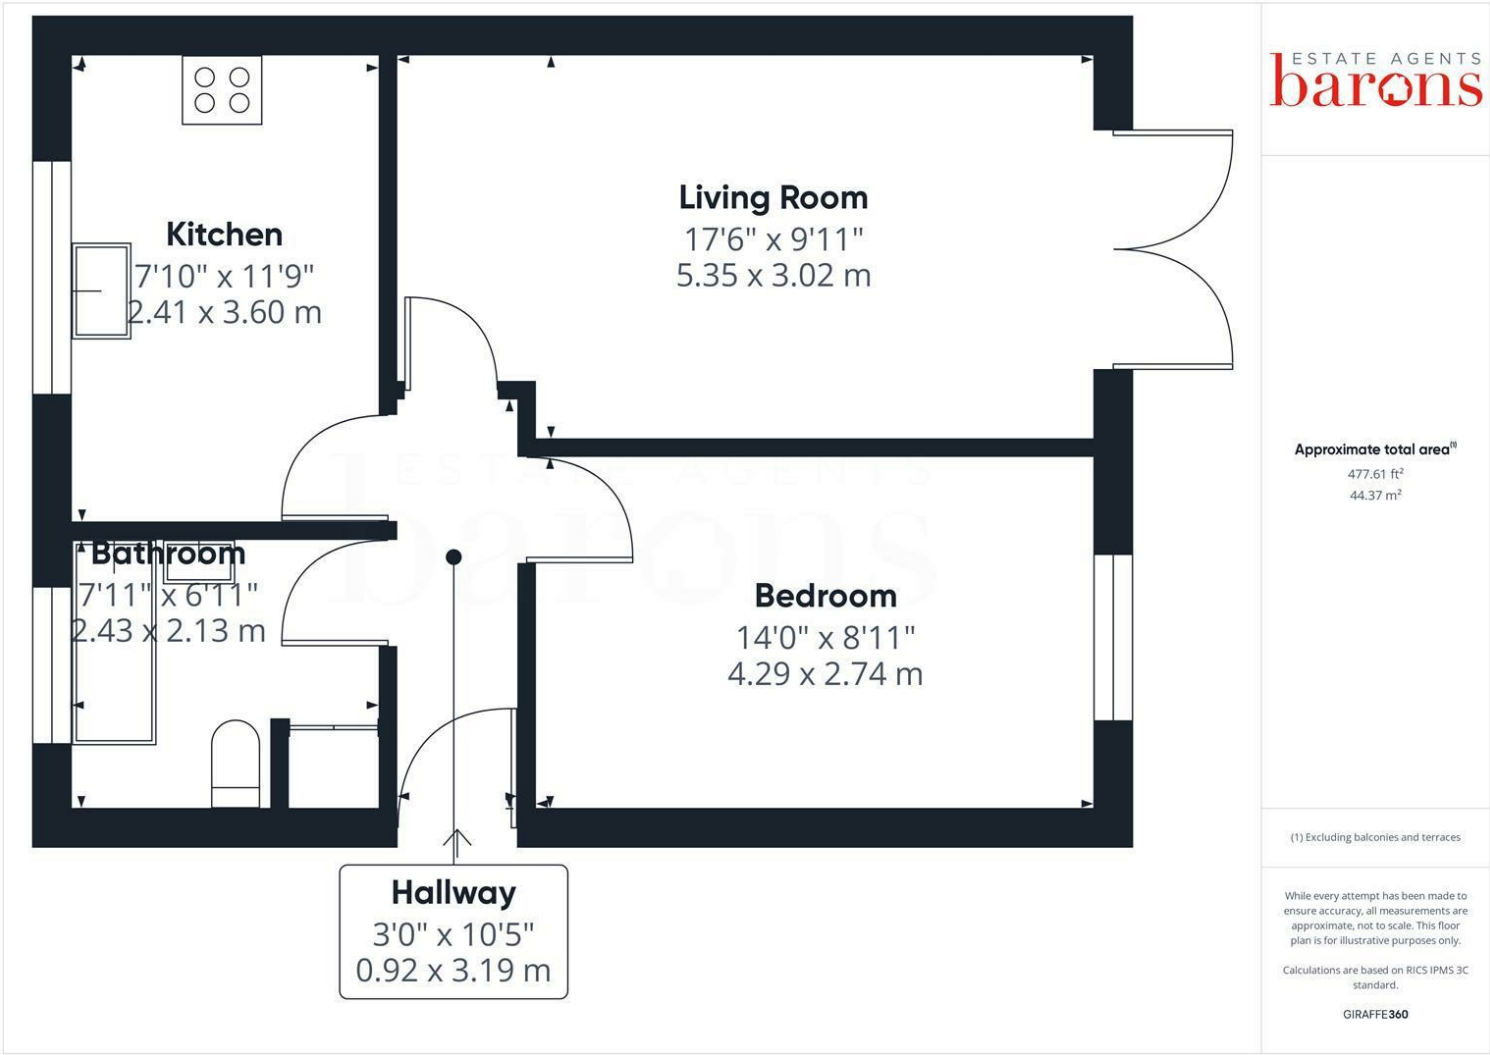 Kitchen
7'10" x 11'9"
2.41 x 3.60 m
Living Room
17'6" x 9'11"
5.35 x 3.02 m
Bathroom
7'11" x 6'11"
2.43 x 2.13 m
Bedroom
14'0" x 8'11"
4.29 x 2.74 m
Hallway
3'0" x 10'5"
0.92 x 3.19 m
ESTATE AGENTS
barons
ESTATE AGENTS
barons
Approximate total area(1)
477.61 ft²
44.37 m²
(1) Excluding balconies and terraces
While every attempt has been made to
ensure accuracy, all measurements are
approximate, not to scale. This floor
plan is for illustrative purposes only.
Calculations are based on RICS IPMS 3C
standard.
GIRAFFE360